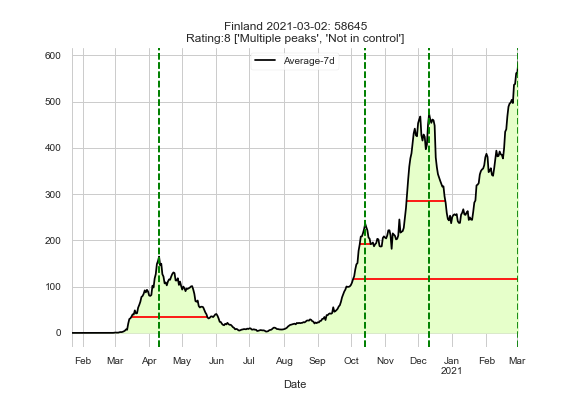 Finland 2021-03-02: 58645
Rating:8 ['Multiple peaks', 'Not in control']
Average-7d
600
500
400
300
200
100
0
Feb Mar Apr May Jun Jul Aug Sep Oct Nov Dec Jan Feb Mar
2021
Date